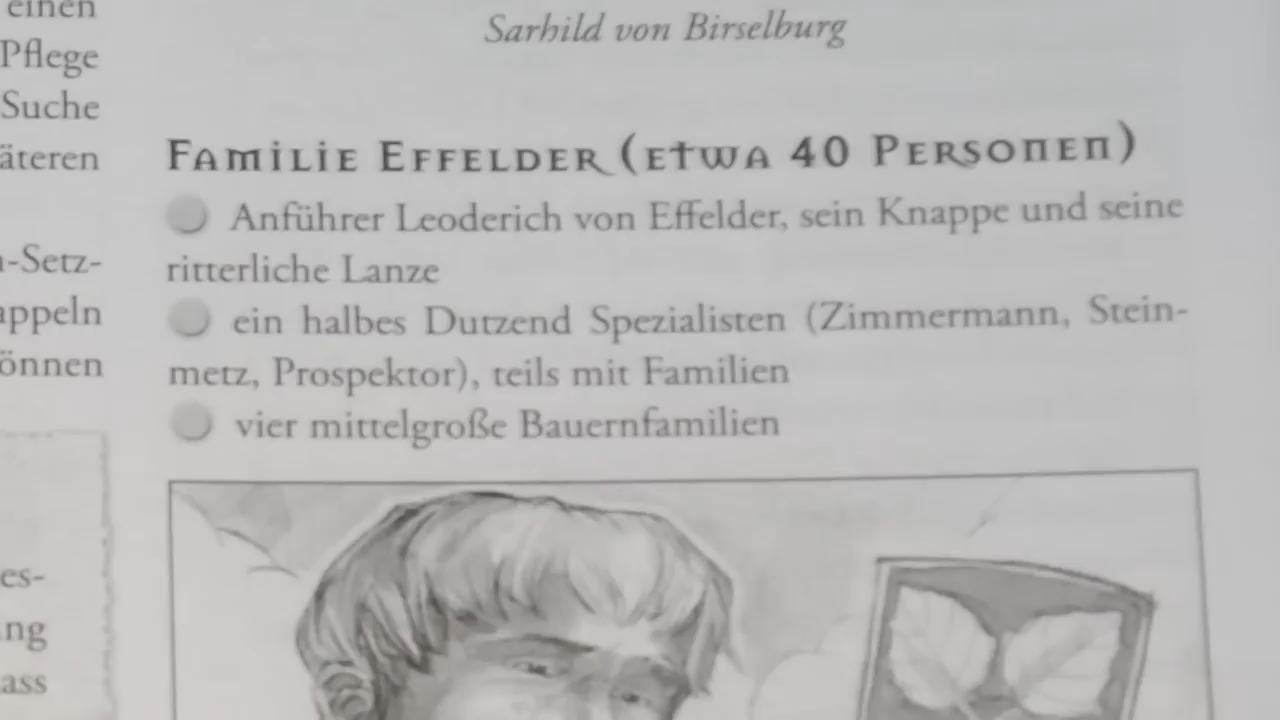 einen
Pflege
Suche
äteren
-Setz-
appeln
önnen
es-
ng
ass
Sarhild von Birselburg
Familie Effelder (etwa 40 Personen)
Anführer Leoderich von Effelder, sein Knappe und seine
ritterliche Lanze
ein halbes Dutzend Spezialisten (Zimmermann, Stein-
metz, Prospektor), teils mit Familien
vier mittelgroße Bauernfamilien